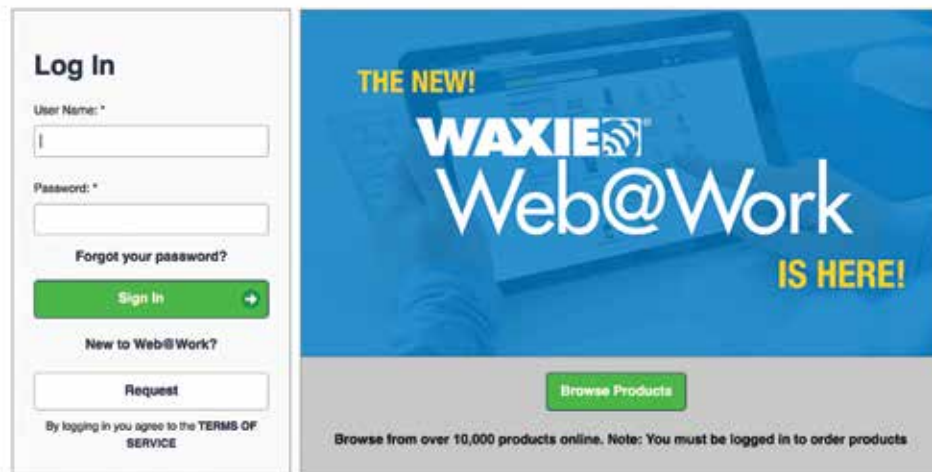 Log In
User Name: *
Password: *
Forgot your password?
Sign In
New to Web@Work?
Request
By logging in you agree to the TERMS OF
SERVICE
THE NEW!
WAXIE®
Web@Work
IS HERE!
Browse Products
Browse from over 10,000 products online. Note: You must be logged in to order products